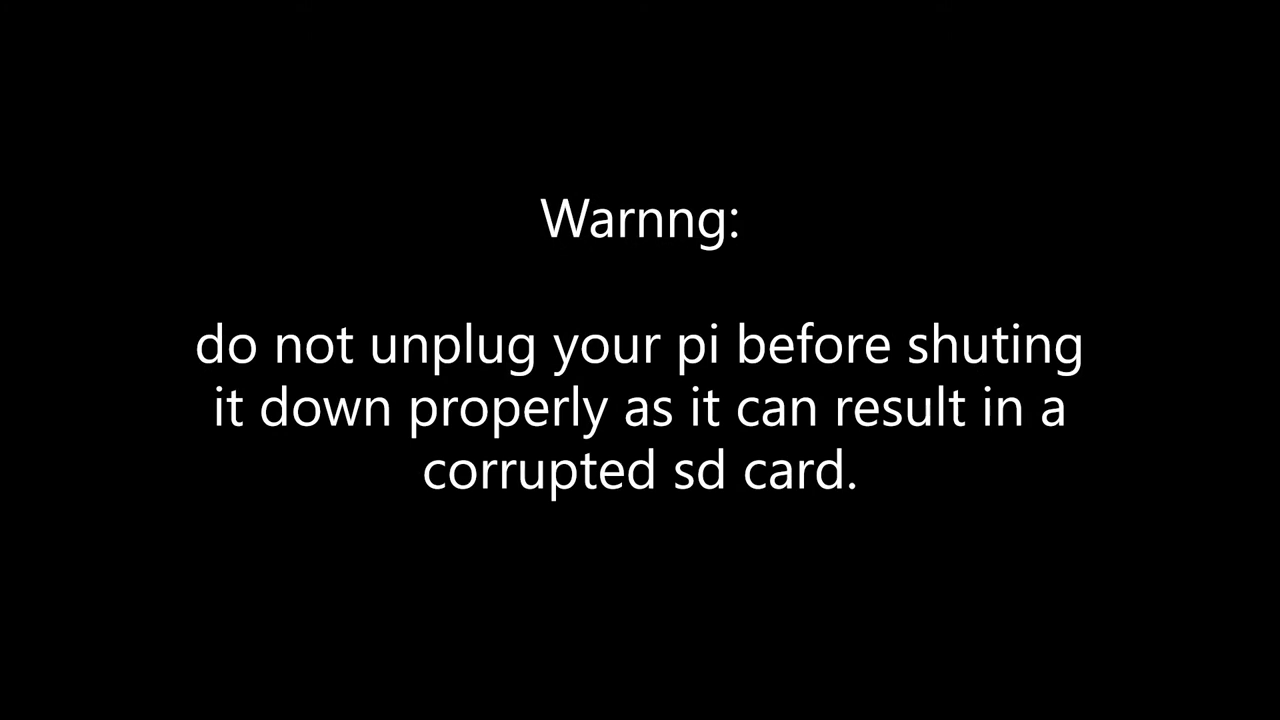 Warnng:
do not unplug your pi before shuting
it down properly as it can result in a
corrupted sd card.